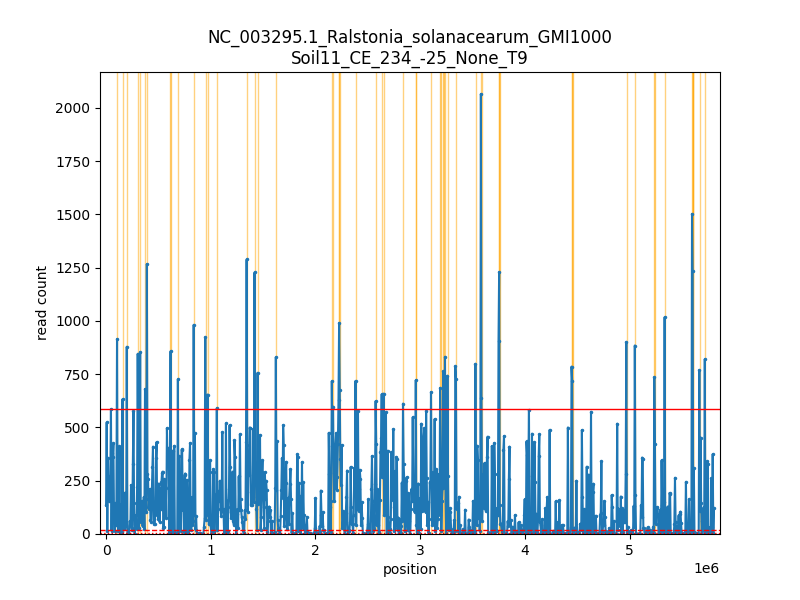 NC_003295.1_Ralstonia_solanacearum_GMI1000
Soil11_CE_234_-25_None_T9
2000
1750
1500
1250
1000
750
500
250
0
read count
0 1 2 3 4 5
1e6
position